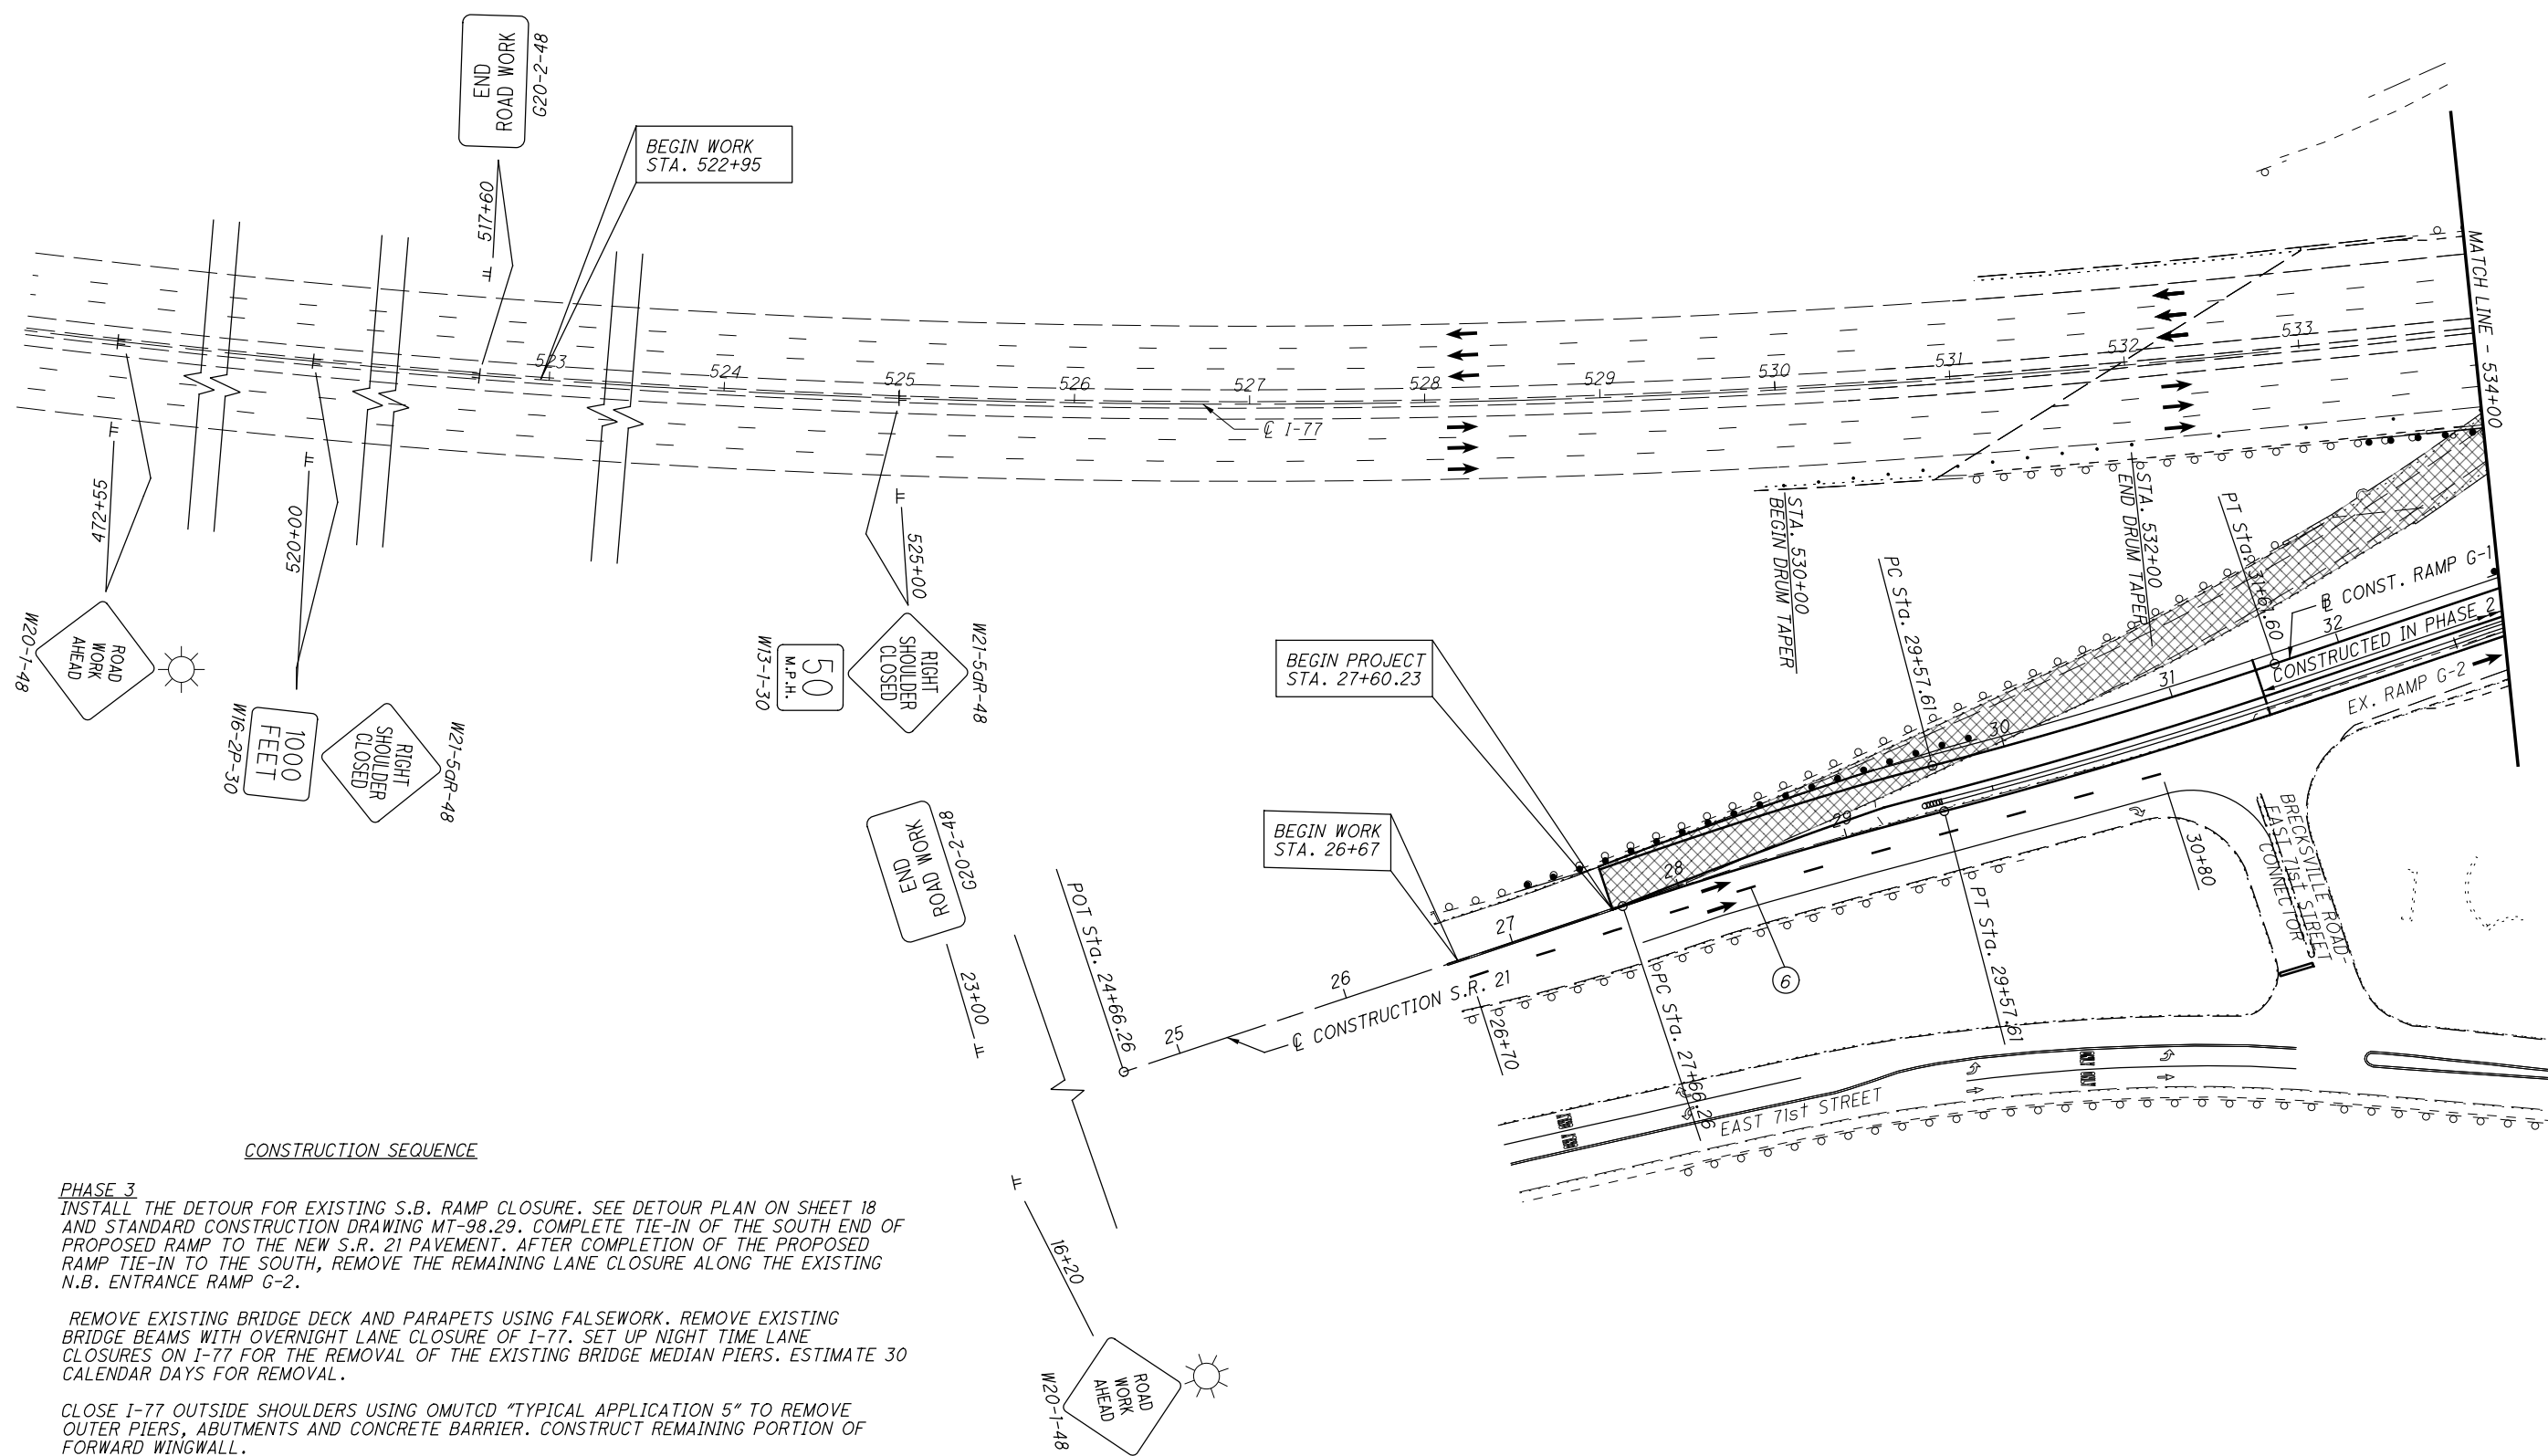 END
ROAD WORK
G20-2-48
517+60
BEGIN WORK
STA. 522+95
523
524
525
526
527
528
529
530
531
532
533
MATCH LINE - 534+00
℄ I-77
472+55
W20-1-48
ROAD
WORK
AHEAD
520+00
W16-2P-30
1000
FEET
RIGHT
SHOULDER
CLOSED
W21-5aR-48
525+00
W13-1-30
50
M.P.H.
RIGHT
SHOULDER
CLOSED
W21-5aR-48
STA. 530+00
BEGIN DRUM TAPER
STA. 532+00
END DRUM TAPER
PC Sta. 29+57.61
PT Sta. 31+61.60
℄ CONST. RAMP G-1
CONSTRUCTED IN PHASE 2
EX. RAMP G-2
BEGIN PROJECT
STA. 27+60.23
BEGIN WORK
STA. 26+67
END
ROAD WORK
G20-2-48
23+00
POT Sta. 24+66.26
25
26
27
28
29
30
31
32
℄ CONSTRUCTION S.R. 21
26+70
PC Sta. 27+66.26
6
PT Sta. 29+57.61
30+80
BRECKSVILLE ROAD-
EAST 71st STREET
CONNECTOR
EAST 71st STREET
16+20
ROAD
WORK
AHEAD
W20-1-48
CONSTRUCTION SEQUENCE
PHASE 3
INSTALL THE DETOUR FOR EXISTING S.B. RAMP CLOSURE. SEE DETOUR PLAN ON SHEET 18
AND STANDARD CONSTRUCTION DRAWING MT-98.29. COMPLETE TIE-IN OF THE SOUTH END OF
PROPOSED RAMP TO THE NEW S.R. 21 PAVEMENT. AFTER COMPLETION OF THE PROPOSED
RAMP TIE-IN TO THE SOUTH, REMOVE THE REMAINING LANE CLOSURE ALONG THE EXISTING
N.B. ENTRANCE RAMP G-2.
REMOVE EXISTING BRIDGE DECK AND PARAPETS USING FALSEWORK. REMOVE EXISTING
BRIDGE BEAMS WITH OVERNIGHT LANE CLOSURE OF I-77. SET UP NIGHT TIME LANE
CLOSURES ON I-77 FOR THE REMOVAL OF THE EXISTING BRIDGE MEDIAN PIERS. ESTIMATE 30
CALENDAR DAYS FOR REMOVAL.
CLOSE I-77 OUTSIDE SHOULDERS USING OMUTCD "TYPICAL APPLICATION 5" TO REMOVE
OUTER PIERS, ABUTMENTS AND CONCRETE BARRIER. CONSTRUCT REMAINING PORTION OF
FORWARD WINGWALL.